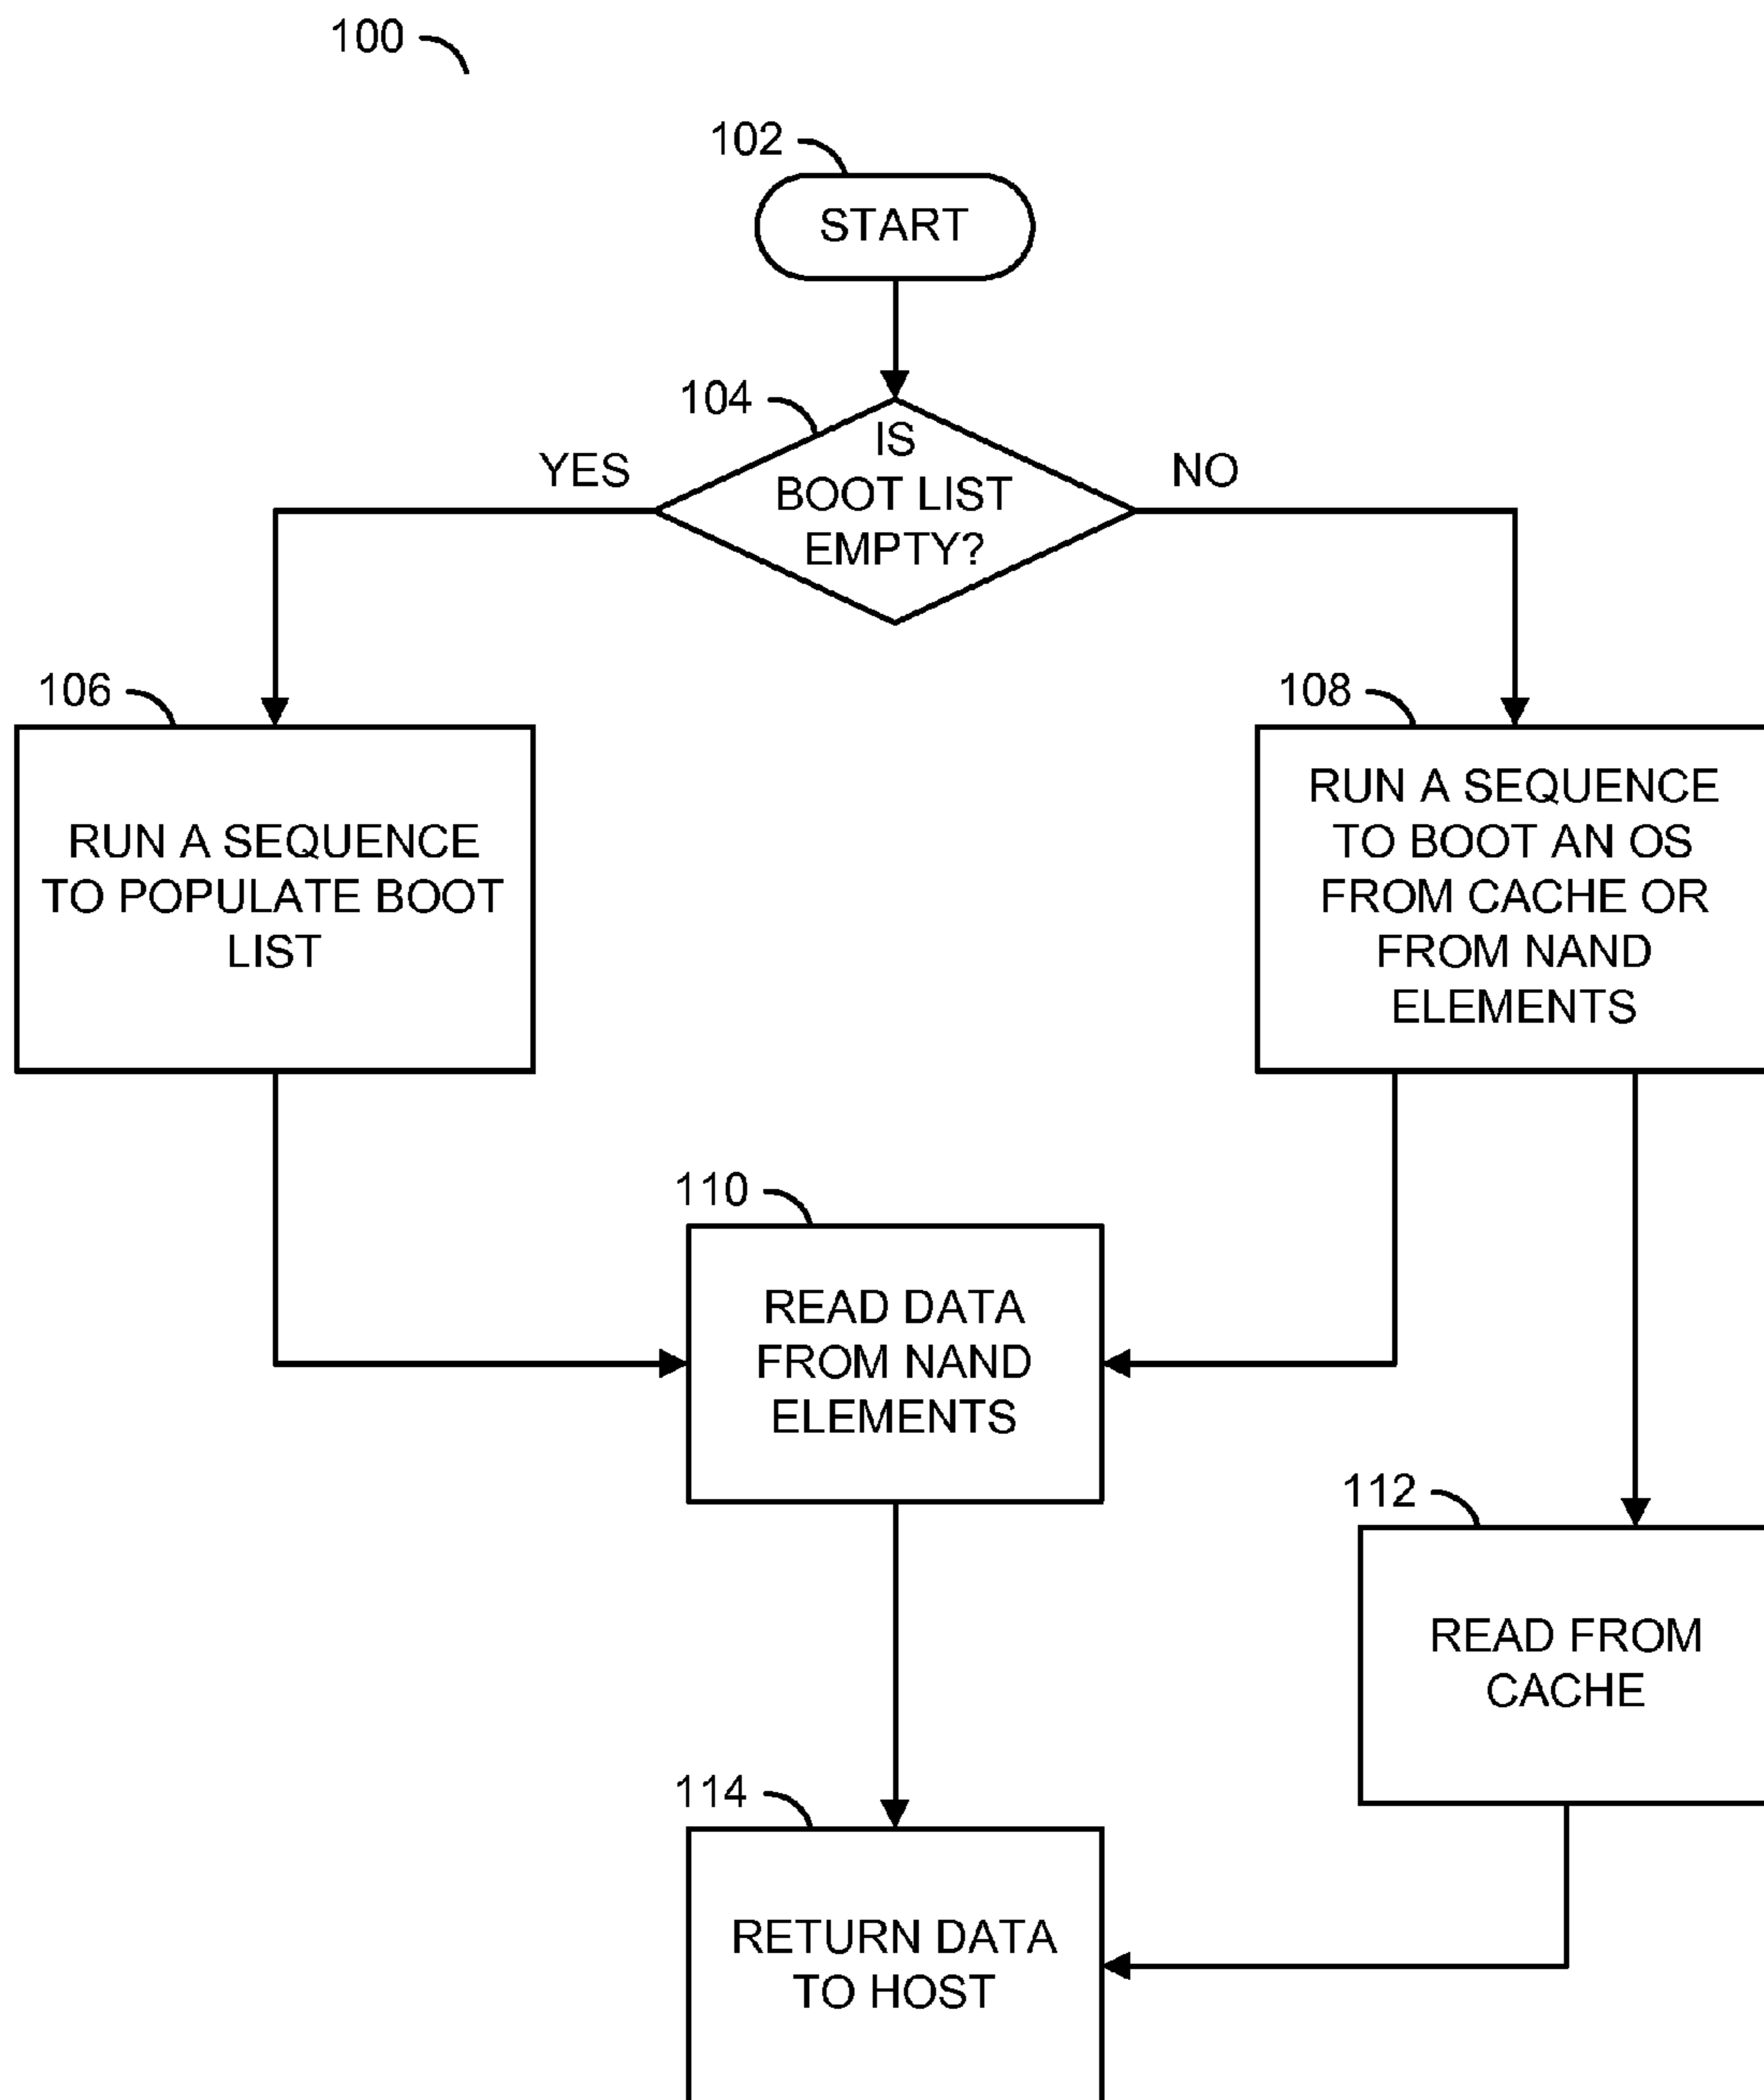 100
102
START
104
IS
BOOT LIST
EMPTY?
YES
NO
106
RUN A SEQUENCE
TO POPULATE BOOT
LIST
108
RUN A SEQUENCE
TO BOOT AN OS
FROM CACHE OR
FROM NAND
ELEMENTS
110
READ DATA
FROM NAND
ELEMENTS
112
READ FROM
CACHE
114
RETURN DATA
TO HOST